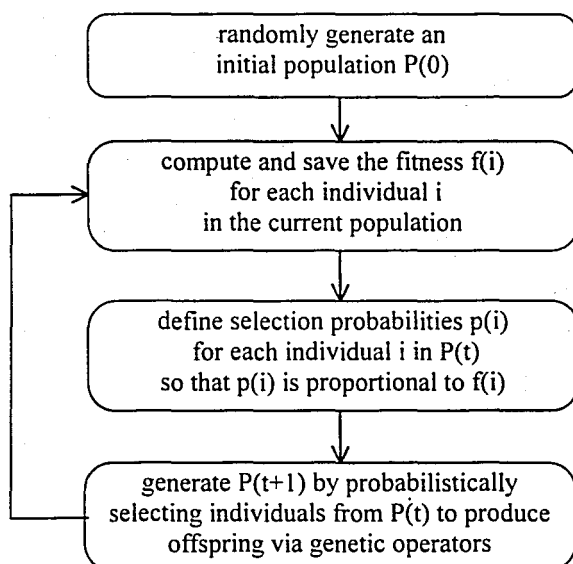 randomly generate an
initial population P(0)
compute and save the fitness f(i)
for each individual i
in the current population
define selection probabilities p(i)
for each individual i in P(t)
so that p(i) is proportional to f(i)
generate P(t+1) by probabilistically
selecting individuals from P(t) to produce
offspring via genetic operators